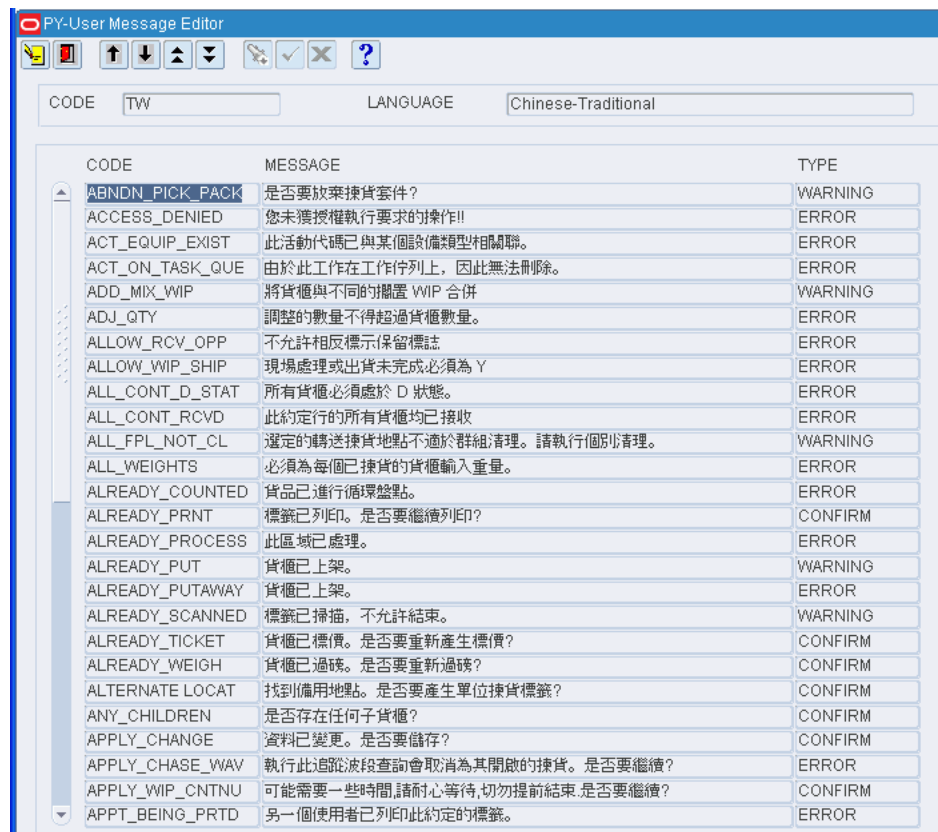 PY-User Message Editor
CODE TW LANGUAGE Chinese-Traditional
CODE MESSAGE TYPE
ABNDN_PICK_PACK 是否要放棄揀貨套件? WARNING
ACCESS_DENIED 您未獲授權執行要求的操作!! ERROR
ACT_EQUIP_EXIST 此活動代碼已與某個設備類型相關聯。 ERROR
ACT_ON_TASK_QUE 由於此工作在工作佇列上，因此無法刪除。 ERROR
ADD_MIX_WIP 將貨櫃與不同的擱置 WIP 合併 WARNING
ADJ_QTY 調整的數量不得超過貨櫃數量。 ERROR
ALLOW_RCV_OPP 不允許相反標示保留標誌 ERROR
ALLOW_WIP_SHIP 現場處理或出貨未完成必須為 Y ERROR
ALL_CONT_D_STAT 所有貨櫃必須處於 D 狀態。 ERROR
ALL_CONT_RCVD 此約定行的所有貨櫃均已接收 ERROR
ALL_FPL_NOT_CL 選定的轉送揀貨地點不適於群組清理。請執行個別清理。 WARNING
ALL_WEIGHTS 必須為每個已揀貨的貨櫃輸入重量。 ERROR
ALREADY_COUNTED 貨品已進行循環盤點。 ERROR
ALREADY_PRNT 標籤已列印。是否要繼續列印? CONFIRM
ALREADY_PROCESS 此區域已處理。 ERROR
ALREADY_PUT 貨櫃已上架。 WARNING
ALREADY_PUTAWAY 貨櫃已上架。 ERROR
ALREADY_SCANNED 標籤已掃描，不允許結束。 WARNING
ALREADY_TICKET 貨櫃已標價。是否要重新產生標價? CONFIRM
ALREADY_WEIGH 貨櫃已過磅。是否要重新過磅? CONFIRM
ALTERNATE LOCAT 找到備用地點。是否要產生單位揀貨標籤? CONFIRM
ANY_CHILDREN 是否存在任何子貨櫃? CONFIRM
APPLY_CHANGE 資料已變更。是否要儲存? CONFIRM
APPLY_CHASE_WAV 執行此追蹤波段查詢會取消為其開啟的揀貨。是否要繼續? ERROR
APPLY_WIP_CNTNU 可能需要一些時間,請耐心等待,切勿提前結束.是否要繼續? CONFIRM
APPT_BEING_PRTD 另一個使用者已列印此約定的標籤。 ERROR